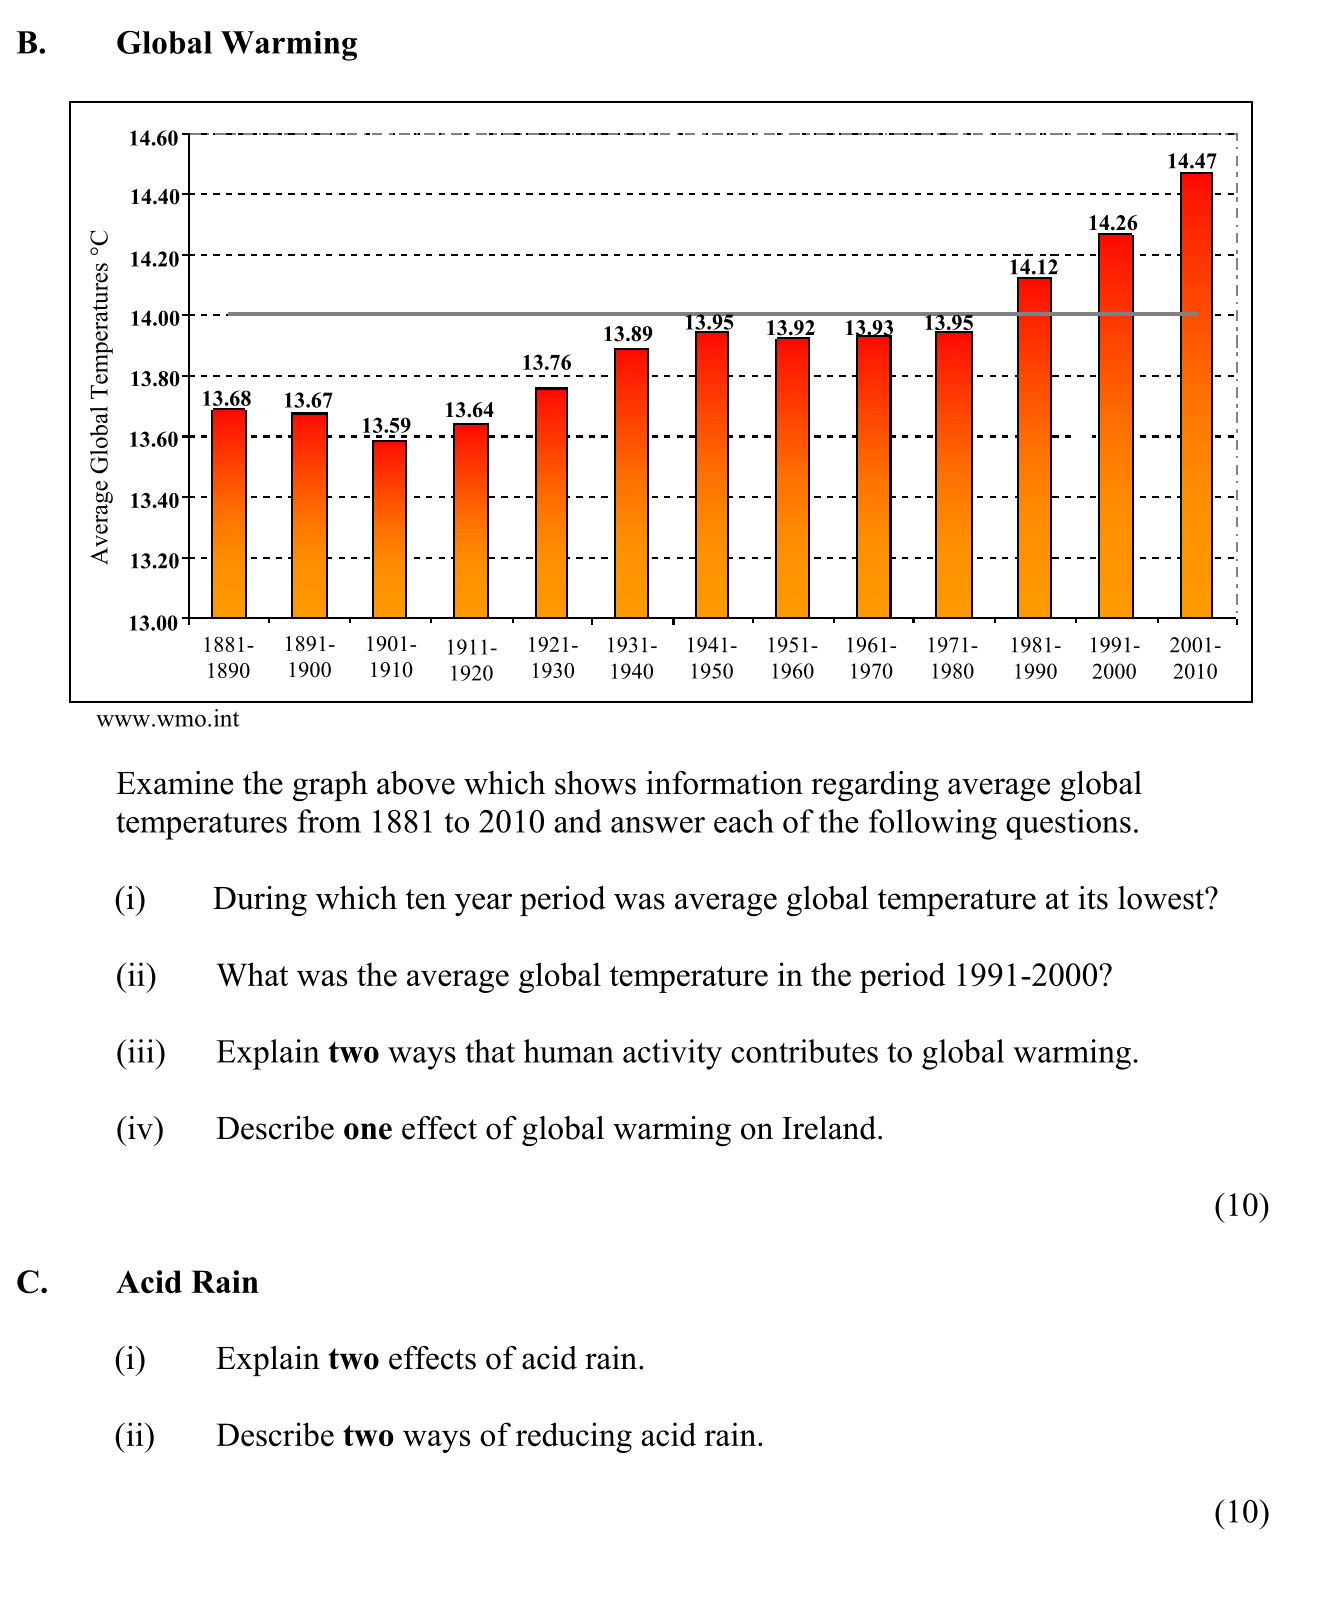 B. Global Warming
14.60
14.40
14.20
14.00
13.80
13.60
13.40
13.20
13.00
Average Global Temperatures °C
13.68
13.67
13.59
13.64
13.76
13.89
13.95
13.92
13.93
13.95
14.12
14.26
14.47
1881- 1891- 1901- 1911- 1921- 1931- 1941- 1951- 1961- 1971- 1981- 1991- 2001-
1890 1900 1910 1920 1930 1940 1950 1960 1970 1980 1990 2000 2010
www.wmo.int
Examine the graph above which shows information regarding average global
temperatures from 1881 to 2010 and answer each of the following questions.
(i) During which ten year period was average global temperature at its lowest?
(ii) What was the average global temperature in the period 1991-2000?
(iii) Explain two ways that human activity contributes to global warming.
(iv) Describe one effect of global warming on Ireland.
(10)
C. Acid Rain
(i) Explain two effects of acid rain.
(ii) Describe two ways of reducing acid rain.
(10)